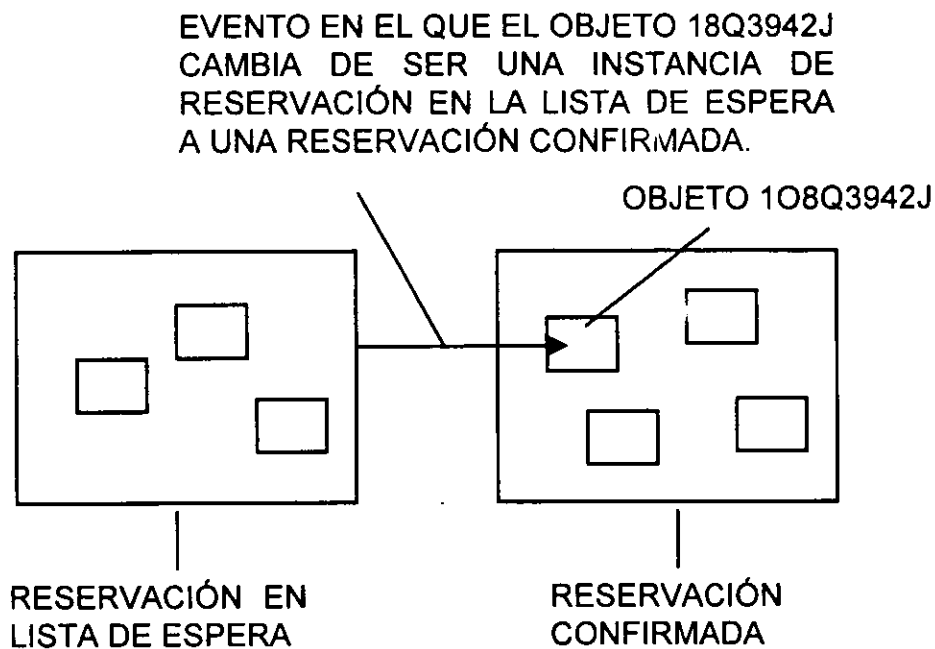 EVENTO EN EL QUE EL OBJETO 18Q3942J
CAMBIA DE SER UNA INSTANCIA DE
RESERVACIÓN EN LA LISTA DE ESPERA
A UNA RESERVACIÓN CONFIRMADA.
OBJETO 1O8Q3942J
RESERVACIÓN EN
LISTA DE ESPERA
RESERVACIÓN
CONFIRMADA